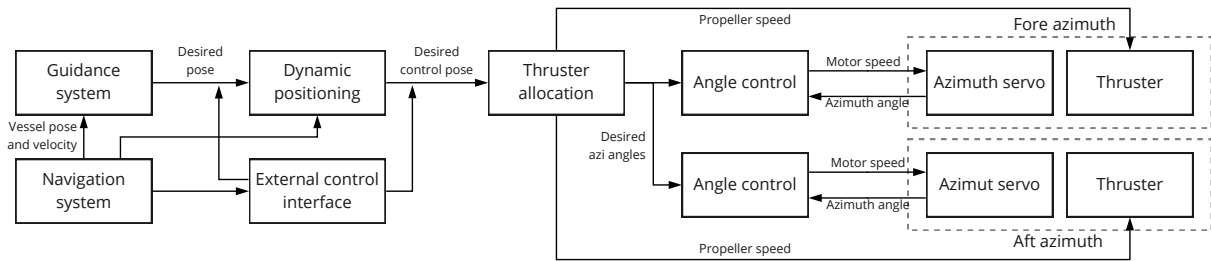 Propeller speed
Fore azimuth
Guidance
system
Desired
pose
Dynamic
positioning
Desired
control pose
Thruster
allocation
Angle control
Motor speed
Azimuth angle
Azimuth servo
Thruster
Vessel pose
and velocity
Desired
azi angles
Navigation
system
External control
interface
Angle control
Motor speed
Azimuth angle
Azimut servo
Thruster
Aft azimuth
Propeller speed